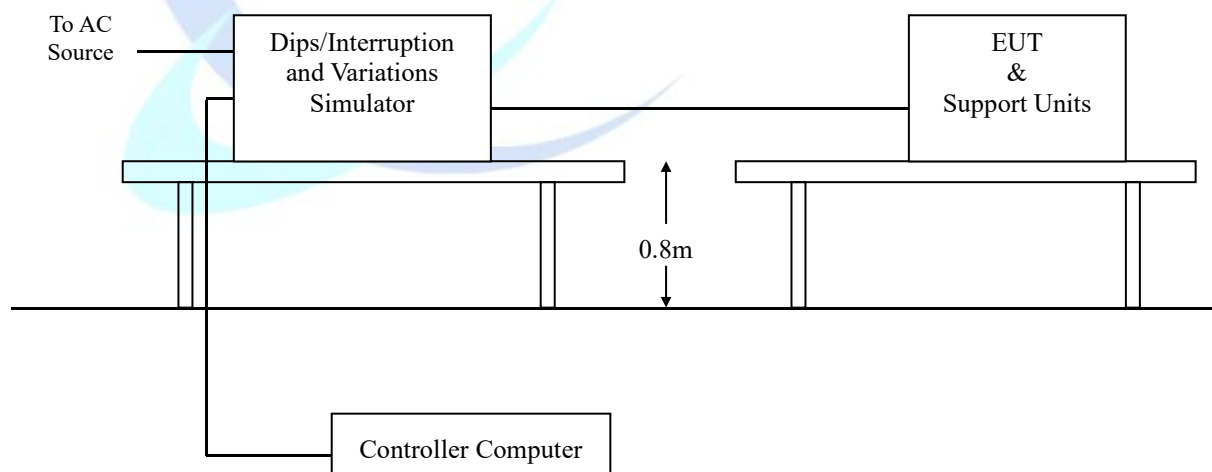 To AC
Source
Dips/Interruption
and Variations
Simulator
EUT
&
Support Units
0.8m
Controller Computer